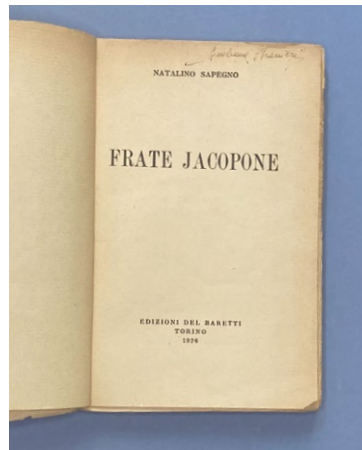 NATALINO SAPEGNO
FRATE JACOPONE
EDIZIONI DEL BARETTI
TORINO
1926